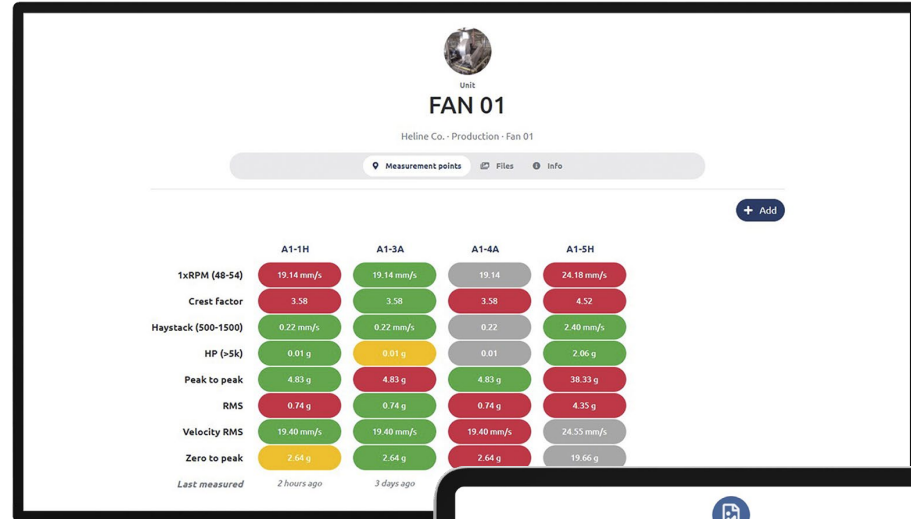 Unit
FAN 01
Heline Co. · Production · Fan 01
Measurement points Files Info
+ Add
A1-1H A1-3A A1-4A A1-5H
1xRPM (48-54) 19.14 mm/s 19.14 mm/s 19.14 24.18 mm/s
Crest factor 3.58 3.58 3.58 4.52
Haystack (500-1500) 0.22 mm/s 0.22 mm/s 0.22 2.40 mm/s
HP (>5k) 0.01 g 0.01 g 0.01 2.06 g
Peak to peak 4.83 g 4.83 g 4.83 g 38.33 g
RMS 0.74 g 0.74 g 0.74 g 4.35 g
Velocity RMS 19.40 mm/s 19.40 mm/s 19.40 mm/s 24.55 mm/s
Zero to peak 2.64 g 2.64 g 2.64 g 19.66 g
Last measured 2 hours ago 3 days ago